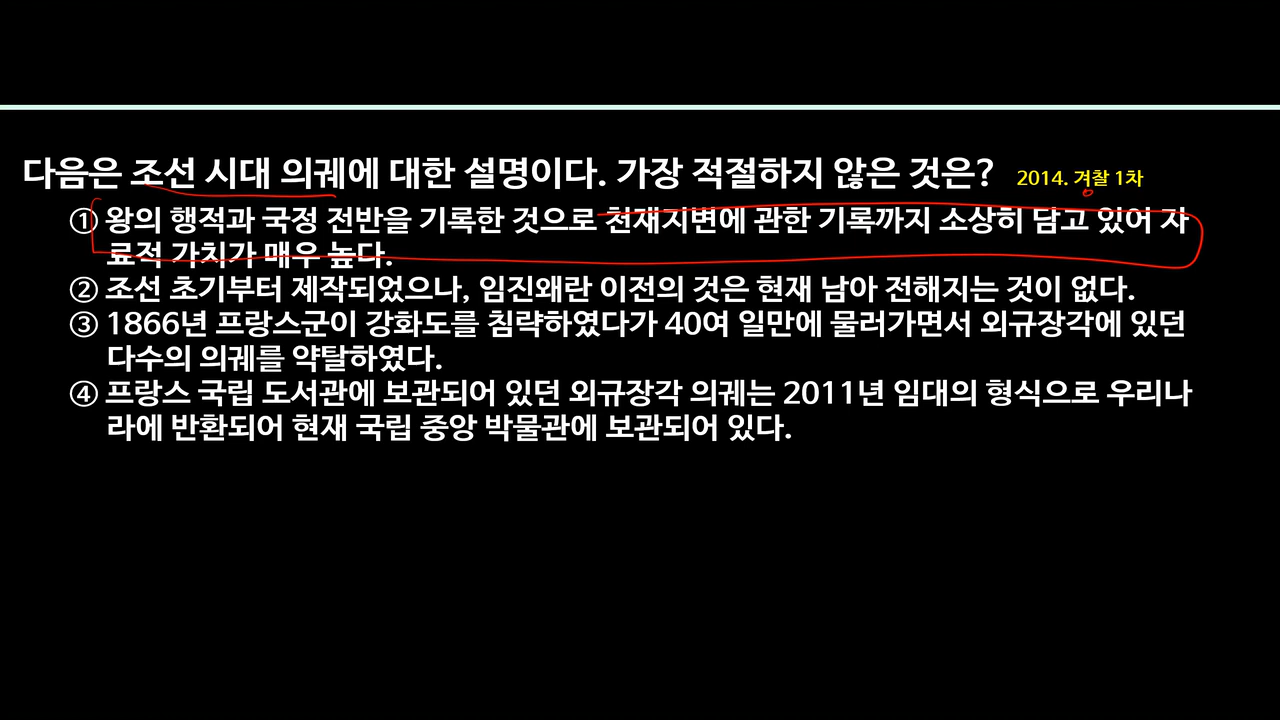 다음은 조선 시대 의궤에 대한 설명이다. 가장 적절하지 않은 것은? 2014. 겨찰 1차
① 왕의 행적과 국정 전반을 기록한 것으로 천재지변에 관한 기록까지 소상히 담고 있어 자
료적 가치가 매우 높다.
② 조선 초기부터 제작되었으나, 임진왜란 이전의 것은 현재 남아 전해지는 것이 없다.
③ 1866년 프랑스군이 강화도를 침략하였다가 40여 일만에 물러가면서 외규장각에 있던
다수의 의궤를 약탈하였다.
④ 프랑스 국립 도서관에 보관되어 있던 외규장각 의궤는 2011년 임대의 형식으로 우리나
라에 반환되어 현재 국립 중앙 박물관에 보관되어 있다.